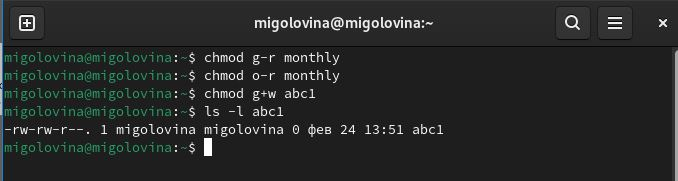 migolovina@migolovina:~
migolovina@migolovina:~$ chmod g-r monthly
migolovina@migolovina:~$ chmod o-r monthly
migolovina@migolovina:~$ chmod g+w abc1
migolovina@migolovina:~$ ls -l abc1
-rw-rw-r--. 1 migolovina migolovina 0 фев 24 13:51 abc1
migolovina@migolovina:~$